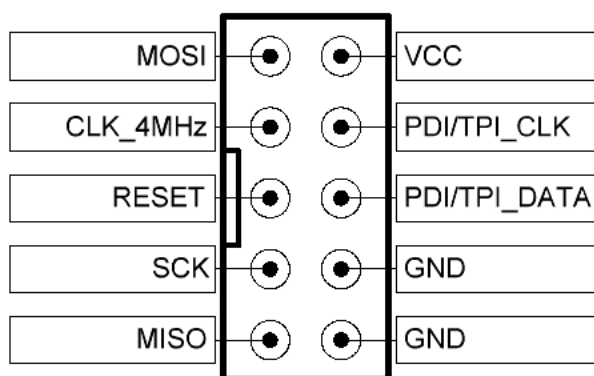 MOSI
VCC
CLK_4MHz
PDI/TPI_CLK
RESET
PDI/TPI_DATA
SCK
GND
MISO
GND